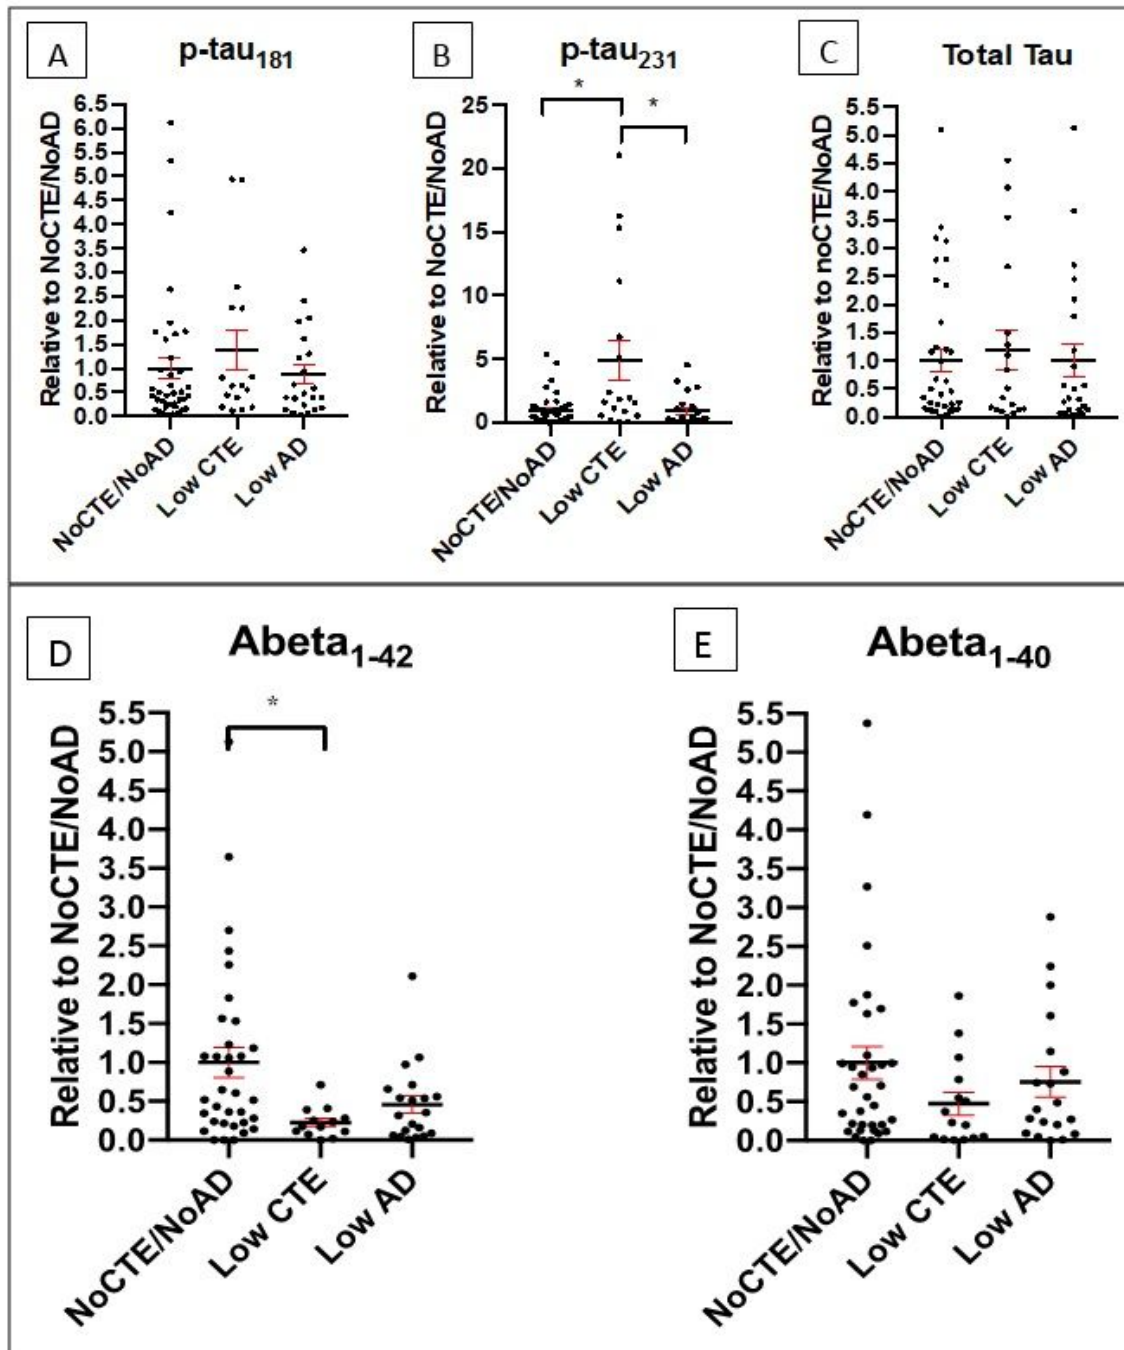 A
p-tau181
Relative to NoCTE/NoAD
6.5
6.0
5.5
5.0
4.5
4.0
3.5
3.0
2.5
2.0
1.5
1.0
0.5
0.0
NoCTE/NoAD
Low CTE
Low AD
B
p-tau231
Relative to NoCTE/NoAD
25
20
15
10
5
0
*
*
NoCTE/NoAD
Low CTE
Low AD
C
Total Tau
Relative to noCTE/NoAD
5.5
5.0
4.5
4.0
3.5
3.0
2.5
2.0
1.5
1.0
0.5
0.0
NoCTE/NoAD
Low CTE
Low AD
D
Abeta1-42
Relative to NoCTE/NoAD
5.5
5.0
4.5
4.0
3.5
3.0
2.5
2.0
1.5
1.0
0.5
0.0
*
NoCTE/NoAD
Low CTE
Low AD
E
Abeta1-40
Relative to NoCTE/NoAD
5.5
5.0
4.5
4.0
3.5
3.0
2.5
2.0
1.5
1.0
0.5
0.0
NoCTE/NoAD
Low CTE
Low AD